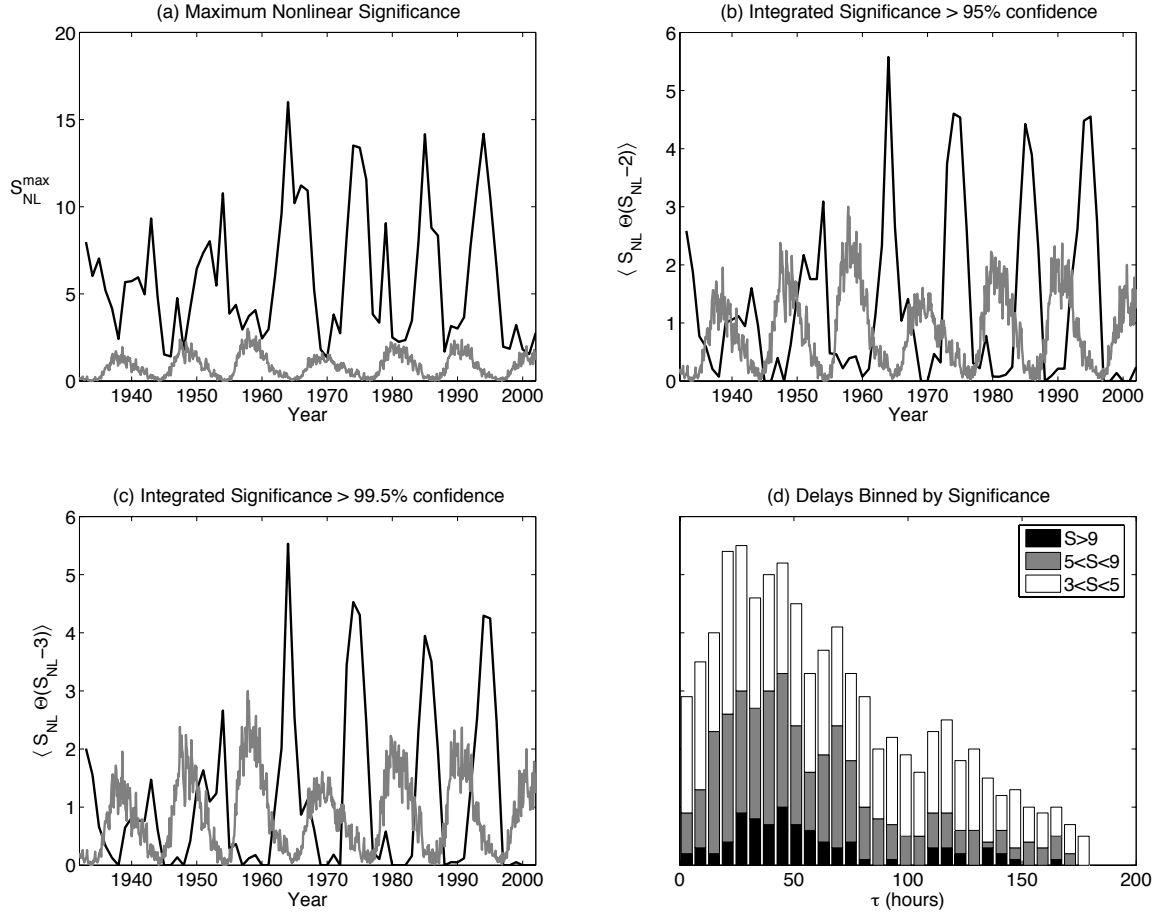 (a) Maximum Nonlinear Significance
20
15
10
5
0
S_NL^max
1940 1950 1960 1970 1980 1990 2000
Year
(b) Integrated Significance > 95% confidence
6
5
4
3
2
1
0
⟨ S_NL Θ(S_NL−2)⟩
1940 1950 1960 1970 1980 1990 2000
Year
(c) Integrated Significance > 99.5% confidence
6
5
4
3
2
1
0
⟨ S_NL Θ(S_NL−3)⟩
1940 1950 1960 1970 1980 1990 2000
Year
(d) Delays Binned by Significance
S>9
5<S<9
3<S<5
0 50 100 150 200
τ (hours)